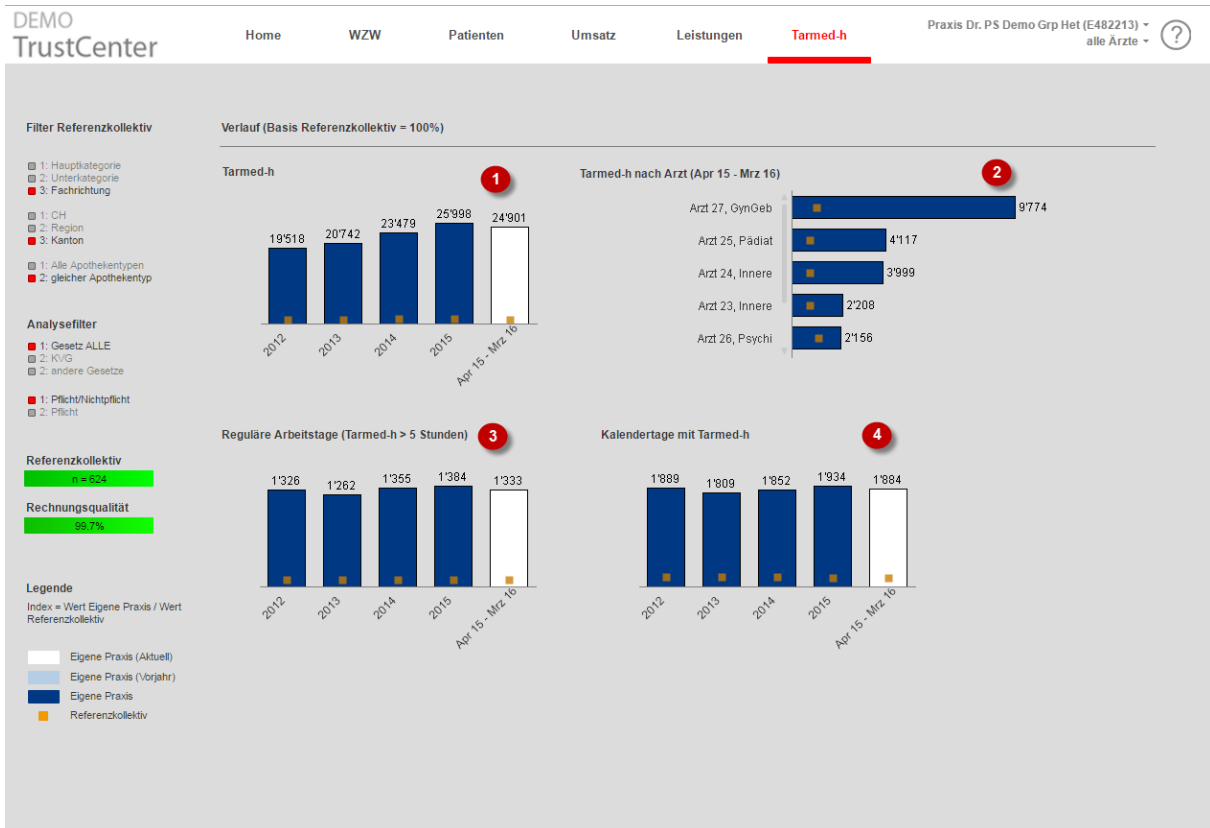 DEMO
TrustCenter
Home
WZW
Patienten
Umsatz
Leistungen
Tarmed-h
Praxis Dr. PS Demo Grp Het (E482213)
alle Ärzte
?
Filter Referenzkollektiv
1: Hauptkategorie
2: Unterkategorie
3: Fachrichtung
1: CH
2: Region
3: Kanton
1: Alle Apothekentypen
2: gleicher Apothekentyp
Analysefilter
1: Gesetz ALLE
2: KVG
2: andere Gesetze
1: Pflicht/Nichtpflicht
2: Pflicht
Referenzkollektiv
n = 624
Rechnungsqualität
99.7%
Legende
Index = Wert Eigene Praxis / Wert
Referenzkollektiv
Eigene Praxis (Aktuell)
Eigene Praxis (Vorjahr)
Eigene Praxis
Referenzkollektiv
Verlauf (Basis Referenzkollektiv = 100%)
Tarmed-h
1
19'518
20'742
23'479
25'998
24'901
2012
2013
2014
2015
Apr 15 - Mrz 16
Tarmed-h nach Arzt (Apr 15 - Mrz 16)
2
Arzt 27, GynGeb
9'774
Arzt 25, Pädiat
4'117
Arzt 24, Innere
3'999
Arzt 23, Innere
2'208
Arzt 26, Psychi
2'156
Reguläre Arbeitstage (Tarmed-h > 5 Stunden)
3
1'326
1'262
1'355
1'384
1'333
2012
2013
2014
2015
Apr 15 - Mrz 16
Kalendertage mit Tarmed-h
4
1'889
1'809
1'852
1'934
1'884
2012
2013
2014
2015
Apr 15 - Mrz 16